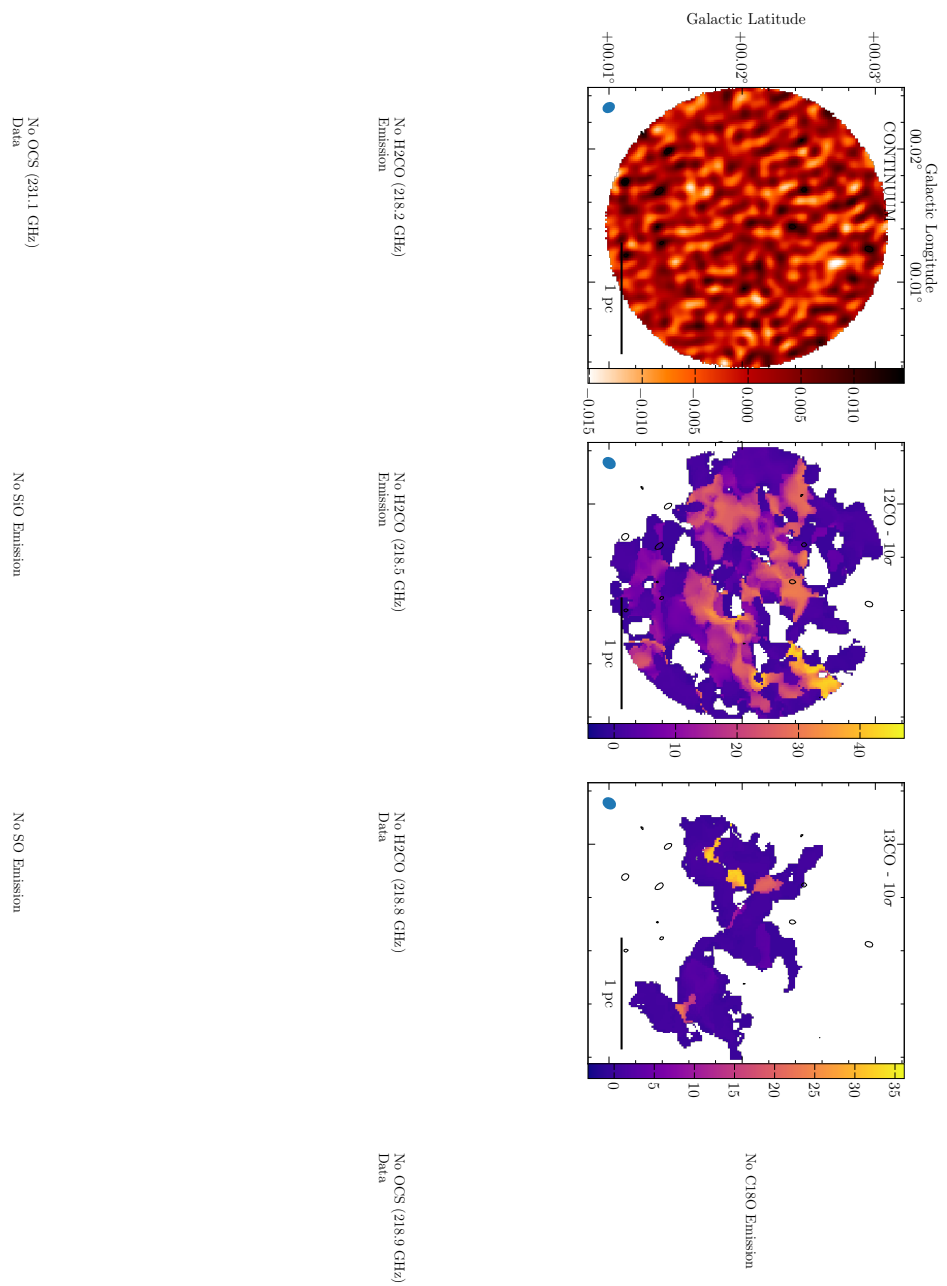 Galactic Longitude
00.02°
00.01°
Galactic Latitude
+00.03°
+00.02°
+00.01°
CONTINUUM
1 pc
0.010
0.005
0.000
−0.005
−0.010
−0.015
12CO - 10σ
1 pc
40
30
20
10
0
13CO - 10σ
1 pc
35
30
25
20
15
10
5
0
No C18O Emission
No H2CO (218.2 GHz)
Emission
No H2CO (218.5 GHz)
Emission
No H2CO (218.8 GHz)
Data
No OCS (218.9 GHz)
Data
No OCS (231.1 GHz)
Data
No SiO Emission
No SO Emission